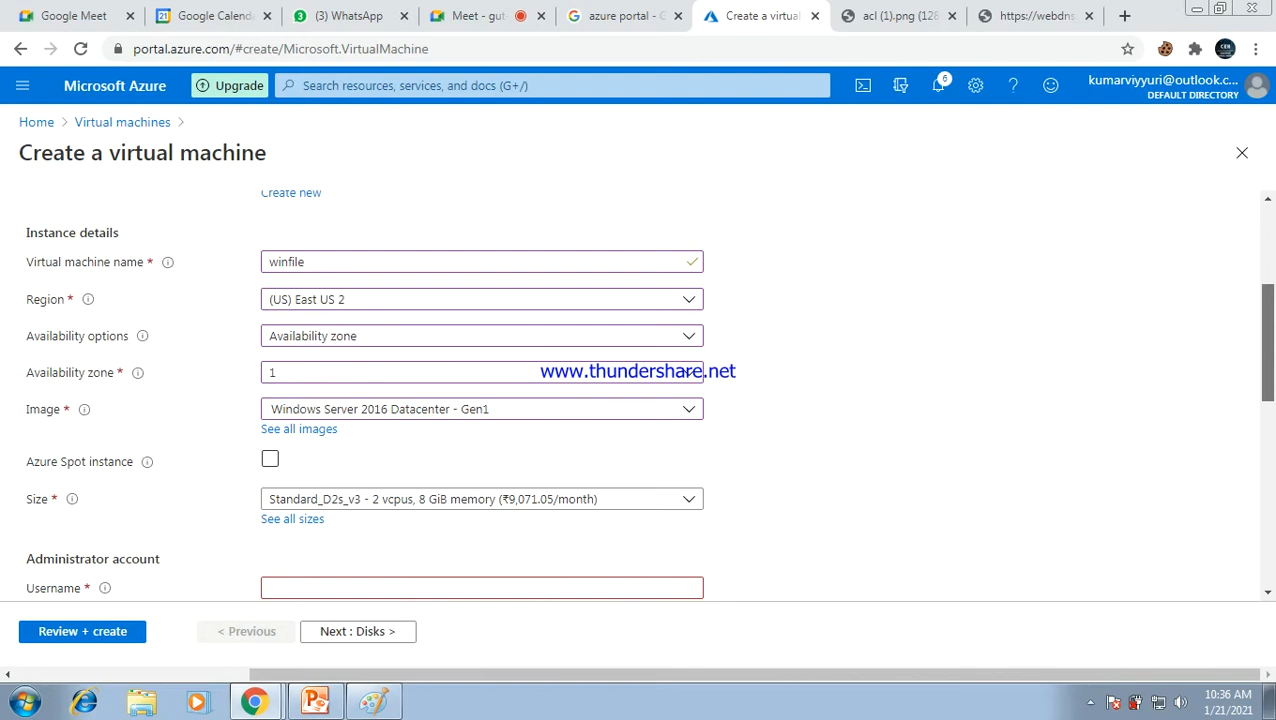 Google Meet
Google Calend
(3) WhatsApp
Meet - gut
azure portal - G
Create a virtual
acl (1).png (128
https://webdns
portal.azure.com/#create/Microsoft.VirtualMachine
Microsoft Azure
Upgrade
Search resources, services, and docs (G+/)
6
kumarviyyuri@outlook.c...
DEFAULT DIRECTORY
Home > Virtual machines >
Create a virtual machine
Create new
Instance details
Virtual machine name * winfile
Region * (US) East US 2
Availability options Availability zone
Availability zone * 1
www.thundershare.net
Image * Windows Server 2016 Datacenter - Gen1
See all images
Azure Spot instance
Size * Standard_D2s_v3 - 2 vcpus, 8 GiB memory (₹9,071.05/month)
See all sizes
Administrator account
Username *
Review + create
< Previous
Next : Disks >
10:36 AM
1/21/2021